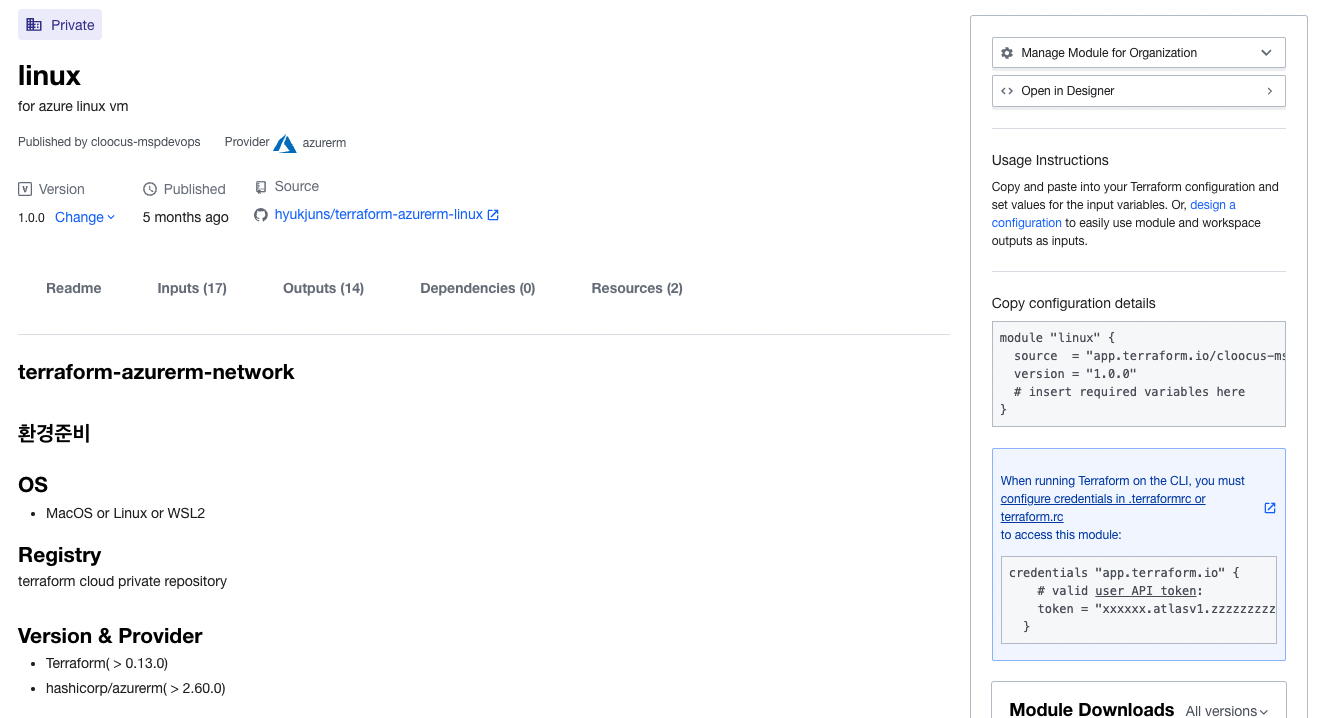 Private
linux
for azure linux vm
Published by cloocus-mspdevops
Provider azurerm
Version
1.0.0 Change
Published
5 months ago
Source
hyukjuns/terraform-azurerm-linux
Readme
Inputs (17)
Outputs (14)
Dependencies (0)
Resources (2)
terraform-azurerm-network
환경준비
OS
• MacOS or Linux or WSL2
Registry
terraform cloud private repository
Version & Provider
• Terraform( > 0.13.0)
• hashicorp/azurerm( > 2.60.0)
Manage Module for Organization
Open in Designer
Usage Instructions
Copy and paste into your Terraform configuration and
set values for the input variables. Or, design a
configuration to easily use module and workspace
outputs as inputs.
Copy configuration details
module "linux" {
source = "app.terraform.io/cloocus-ms
version = "1.0.0"
# insert required variables here
}
When running Terraform on the CLI, you must
configure credentials in .terraformrc or
terraform.rc
to access this module:
credentials "app.terraform.io" {
# valid user API token:
token = "xxxxxx.atlasv1.zzzzzzzzz
}
Module Downloads
All versions